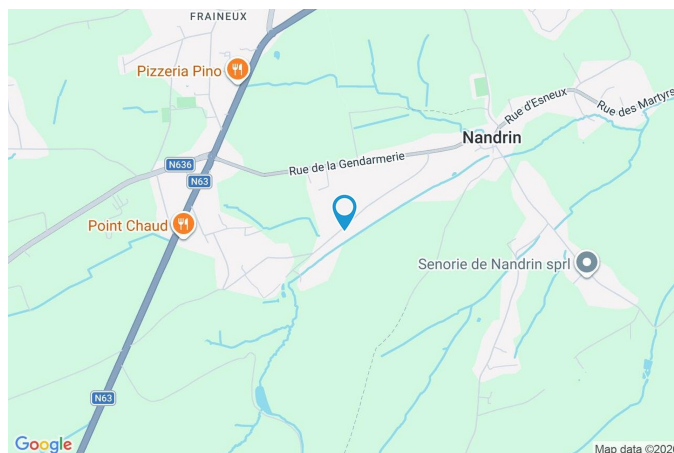 FRAINEUX
Pizzeria Pino
Rue d'Esneux
Rue des Martyrs
Nandrin
Rue de la Gendarmerie
N636
N63
Point Chaud
Senorie de Nandrin sprl
N63
Google
Map data ©2026